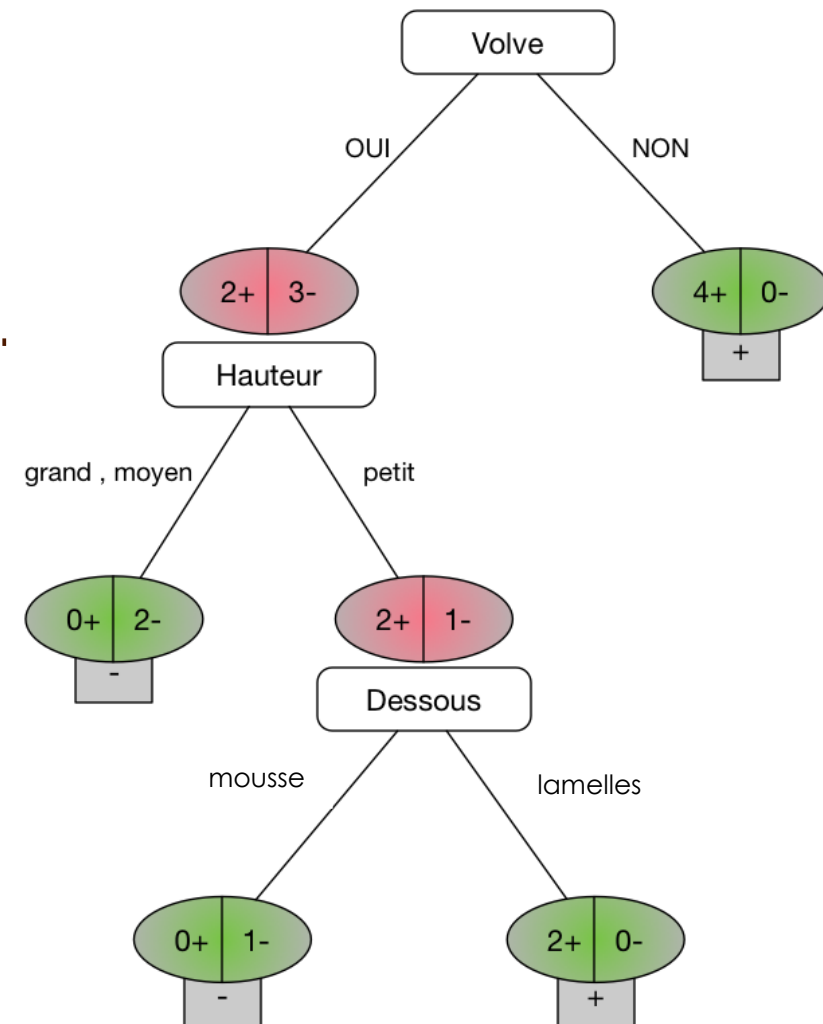 Volve
OUI
NON
2+ 3-
4+ 0-
+
Hauteur
grand , moyen
petit
0+ 2-
2+ 1-
-
Dessous
mousse
lamelles
0+ 1-
2+ 0-
-
+